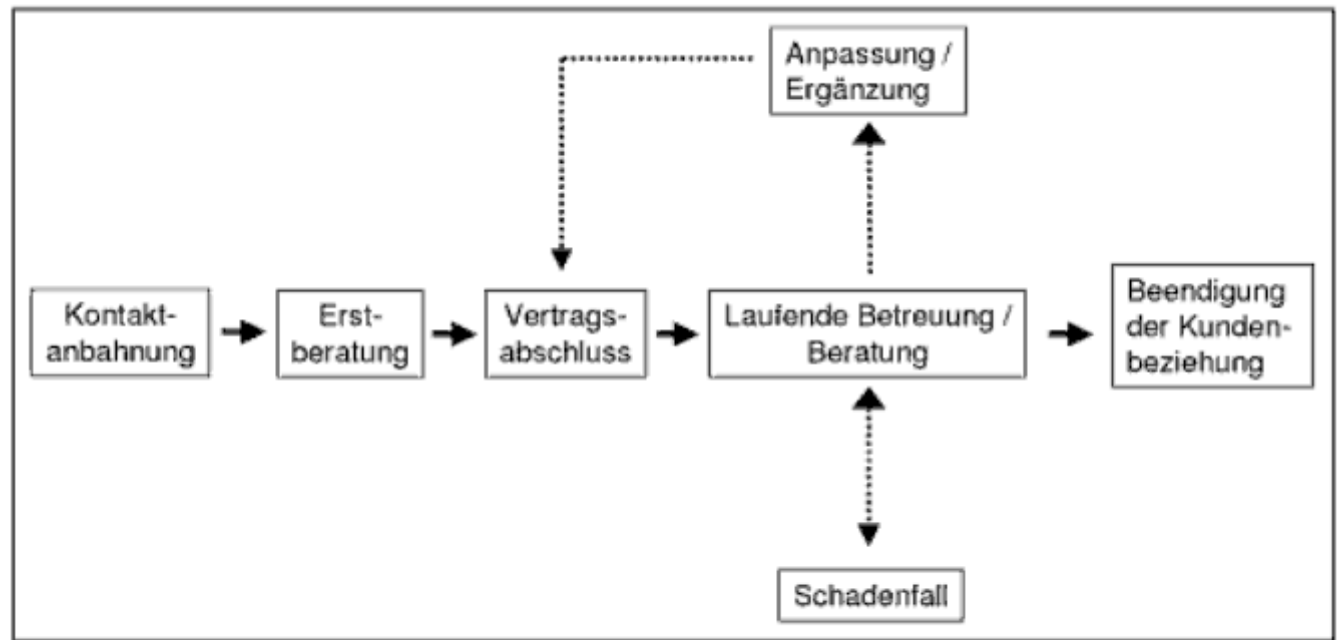 Anpassung /
Ergänzung
Kontakt-
anbahnung
Erst-
beratung
Vertrags-
abschluss
Laufende Betreuung /
Beratung
Beendigung
der Kunden-
beziehung
Schadenfall